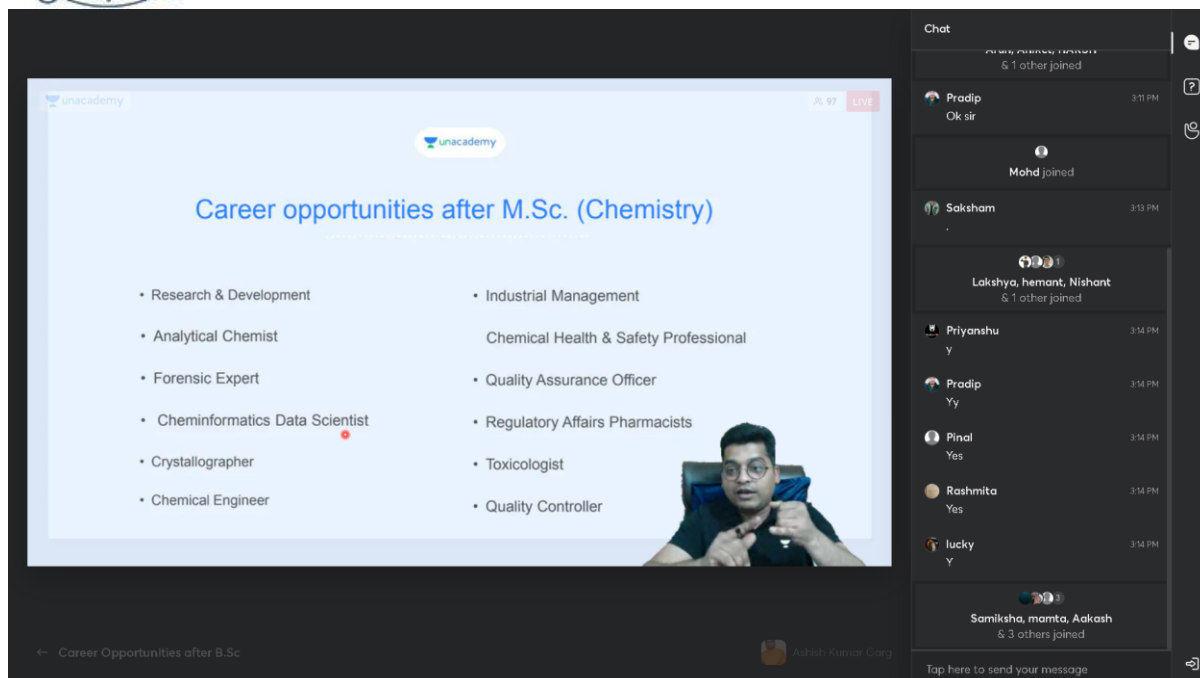 unacademy
97
LIVE
unacademy
Career opportunities after M.Sc. (Chemistry)
• Research & Development
• Analytical Chemist
• Forensic Expert
• Cheminformatics Data Scientist
• Crystallographer
• Chemical Engineer
• Industrial Management
Chemical Health & Safety Professional
• Quality Assurance Officer
• Regulatory Affairs Pharmacists
• Toxicologist
• Quality Controller
← Career Opportunities after B.Sc
Ashish Kumar Garg
Chat
& 1 other joined
Pradip 3:11 PM
Ok sir
Mohd joined
Saksham 3:13 PM
.
1
Lakshya, hemant, Nishant
& 1 other joined
Priyanshu 3:14 PM
y
Pradip 3:14 PM
Yy
Pinal 3:14 PM
Yes
Rashmita 3:14 PM
Yes
lucky 3:14 PM
Y
3
Samiksha, mamta, Aakash
& 3 others joined
Tap here to send your message